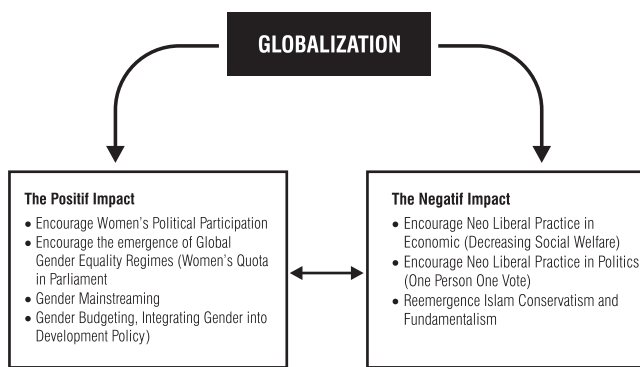 GLOBALIZATION
The Positif Impact
• Encourage Women's Political Participation
• Encourage the emergence of Global
Gender Equality Regimes (Women's Quota
in Parliament
• Gender Mainstreaming
• Gender Budgeting, Integrating Gender into
Development Policy)
The Negatif Impact
• Encourage Neo Liberal Practice in
Economic (Decreasing Social Welfare)
• Encourage Neo Liberal Practice in Politics
(One Person One Vote)
• Reemergence Islam Conservatism and
Fundamentalism